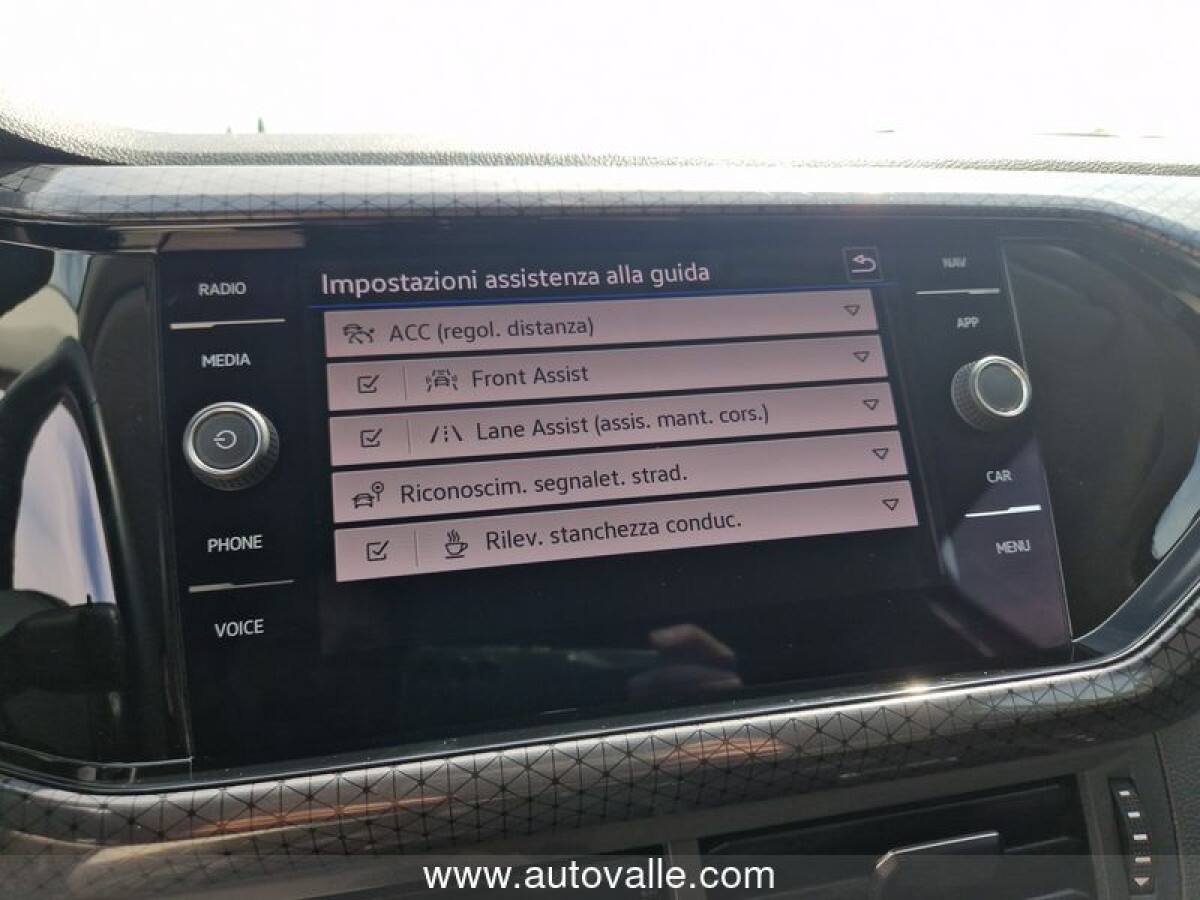 RADIO
MEDIA
PHONE
VOICE
Impostazioni assistenza alla guida
ACC (regol. distanza)
Front Assist
Lane Assist (assis. mant. cors.)
Riconoscim. segnalet. strad.
Rilev. stanchezza conduc.
NAV
APP
CAR
MENU
www.autovalle.com